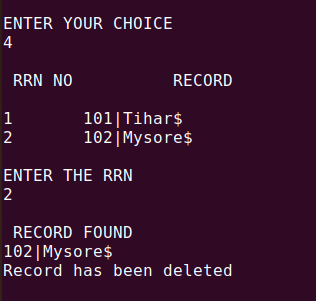 ENTER YOUR CHOICE
4
RRN NO          RECORD
1       101|Tihar$
2       102|Mysore$
ENTER THE RRN
2
RECORD FOUND
102|Mysore$
Record has been deleted